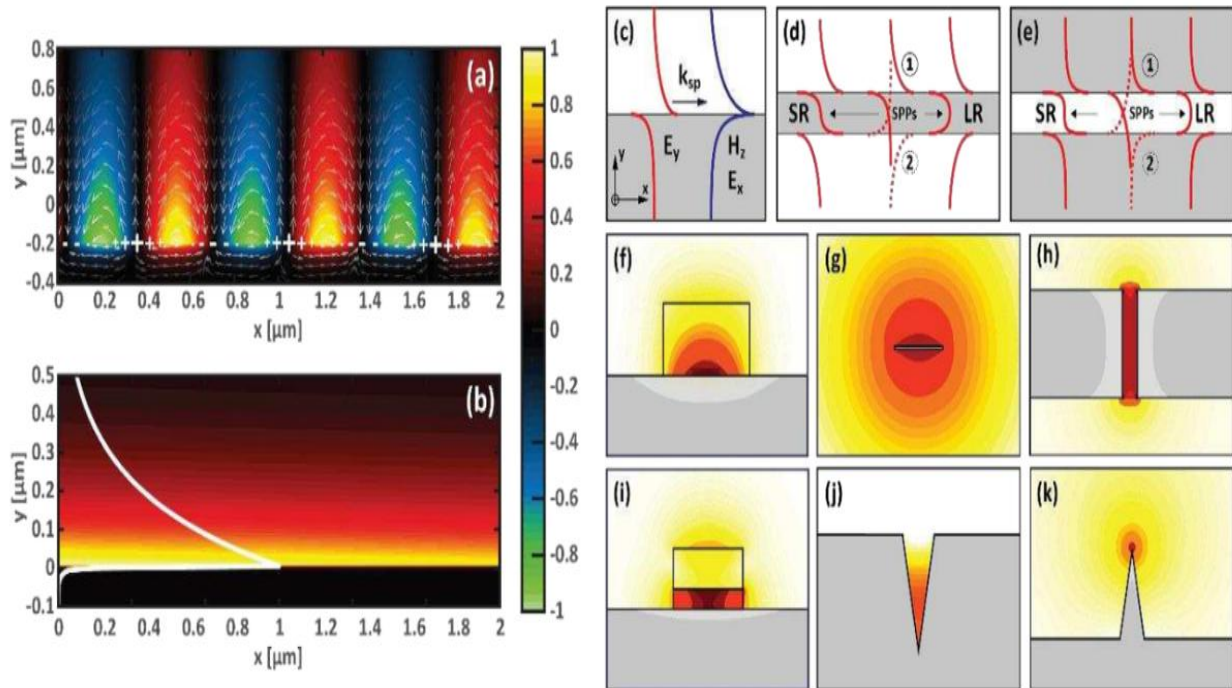 (a)
y [µm]
0.8
0.6
0.4
0.2
0
-0.2
-0.4
0 0.2 0.4 0.6 0.8 1 1.2 1.4 1.6 1.8 2
x [µm]
(b)
y [µm]
0.5
0.4
0.3
0.2
0.1
0
-0.1
0 0.2 0.4 0.6 0.8 1 1.2 1.4 1.6 1.8 2
x [µm]
1
0.8
0.6
0.4
0.2
0
-0.2
-0.4
-0.6
-0.8
-1
(c)
k_sp
E_y H_z
E_x
y
x
(d)
1
SR SPPs LR
2
(e)
1
SR SPPs LR
2
(f)
(g)
(h)
(i)
(j)
(k)